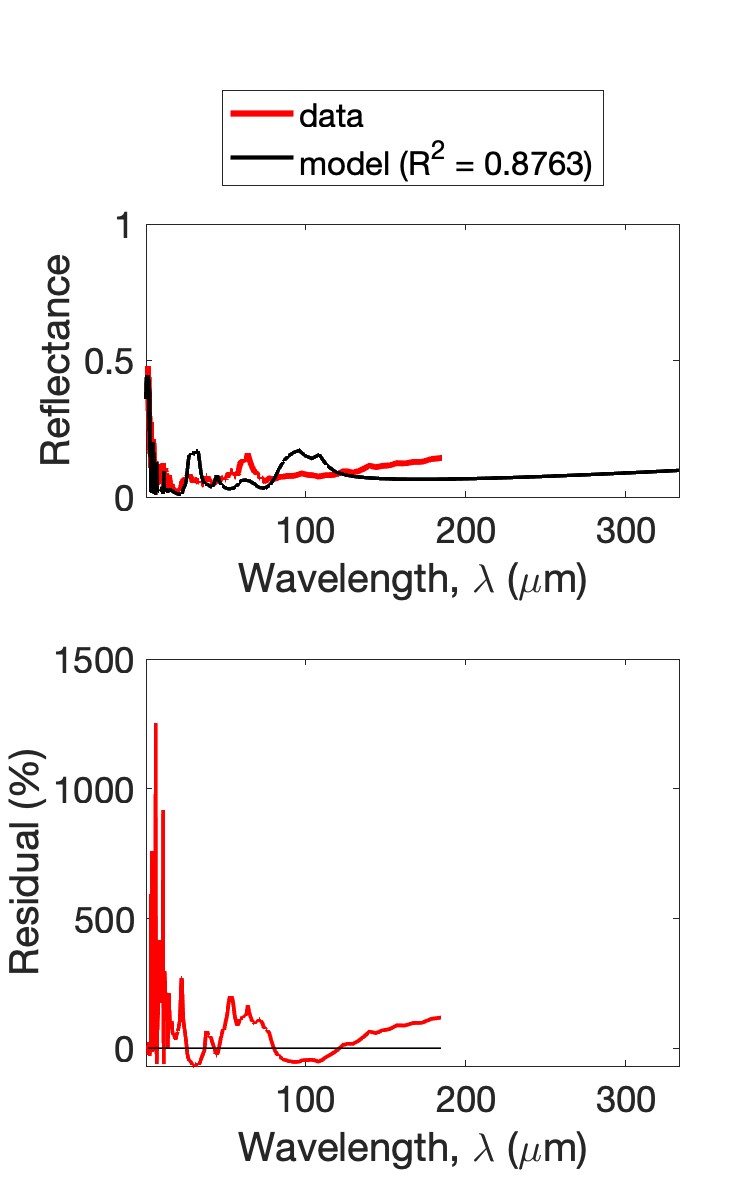 data
model (R² = 0.8763)
1
0.5
0
Reflectance
100
200
300
Wavelength, λ (μm)
1500
1000
500
0
Residual (%)
100
200
300
Wavelength, λ (μm)